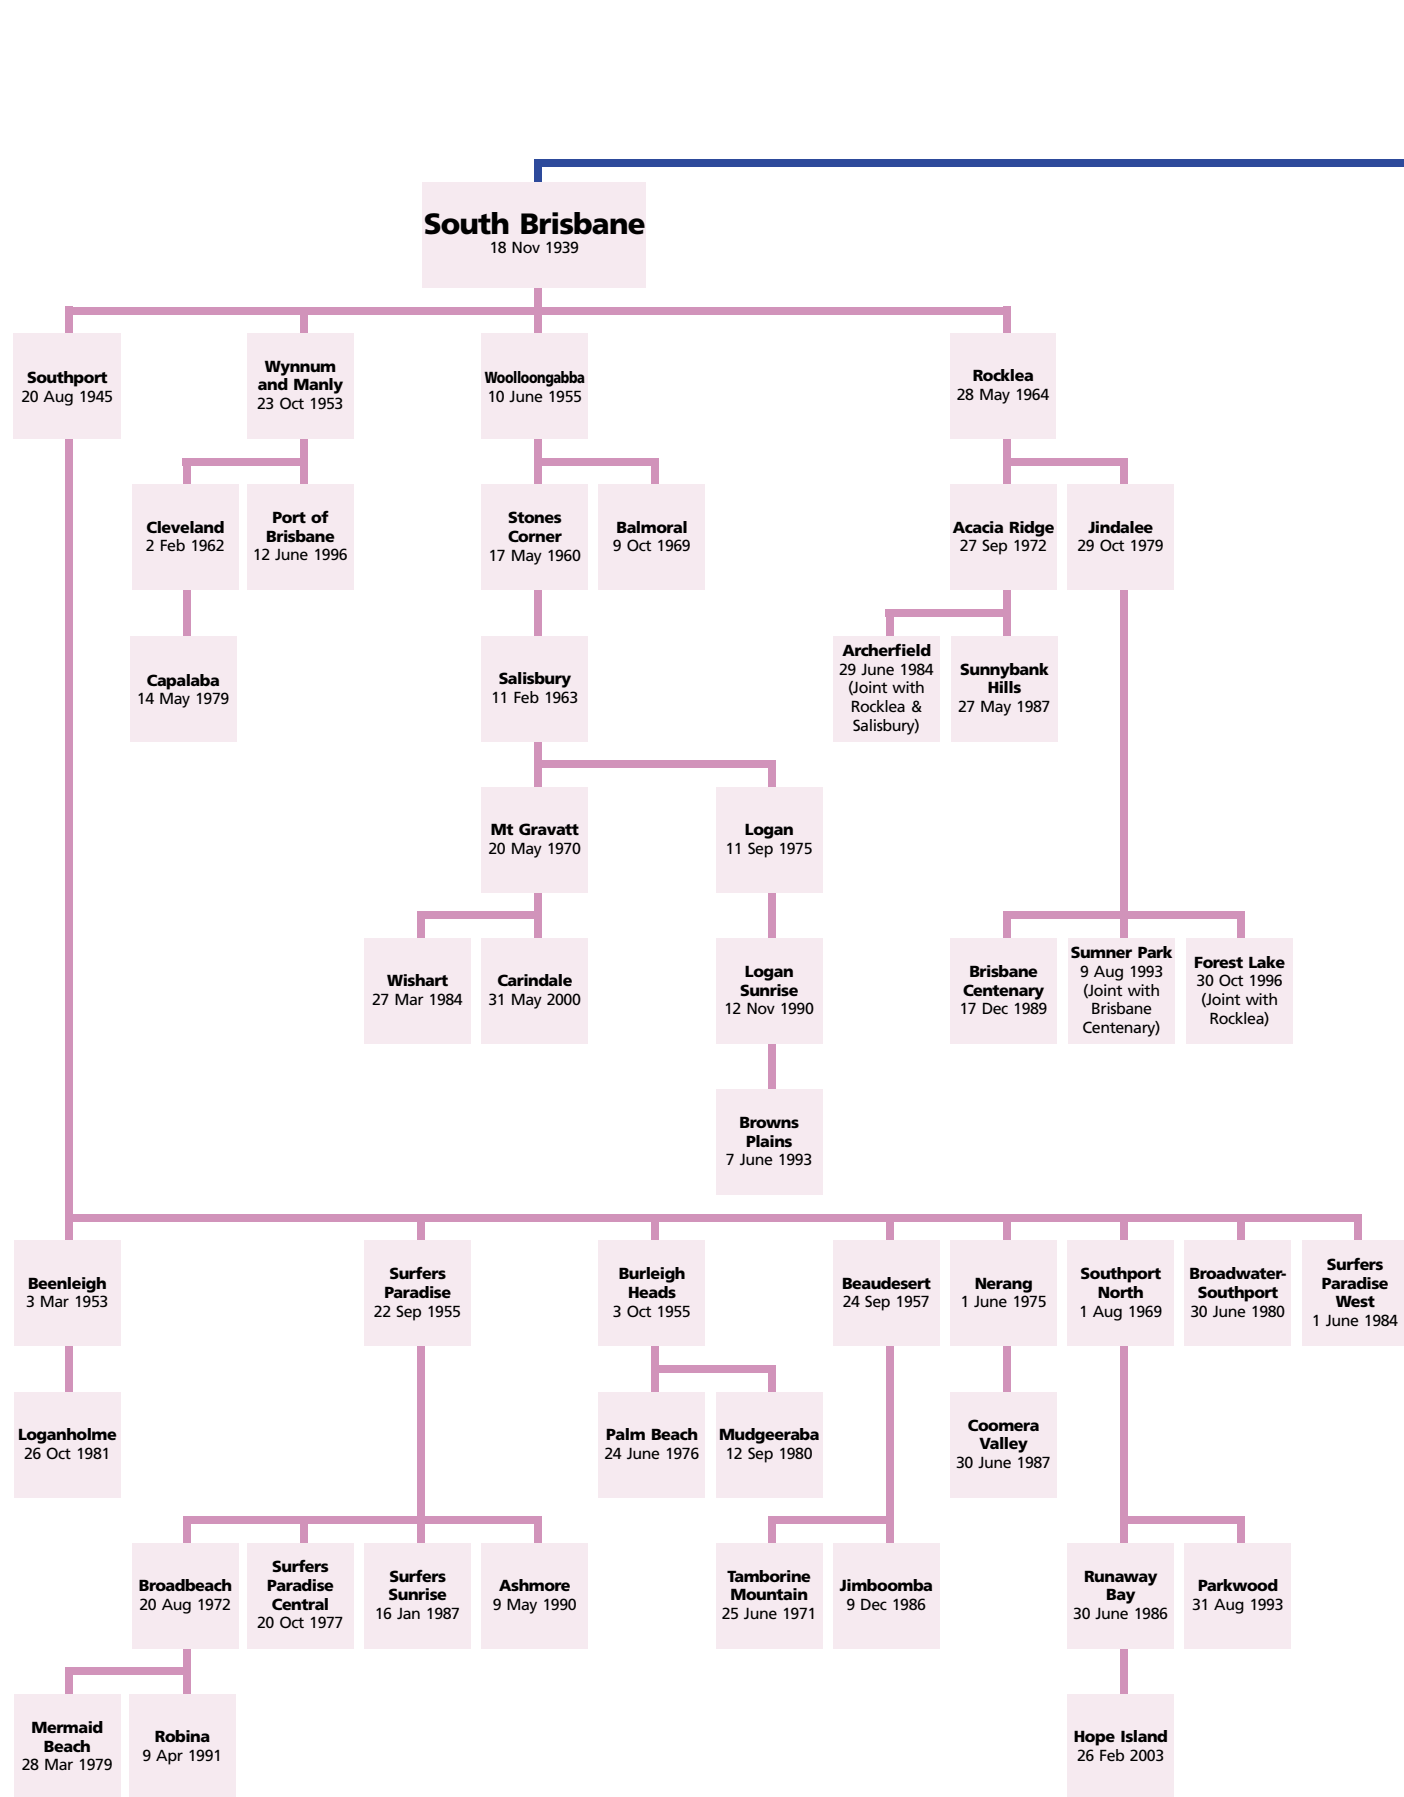 South Brisbane
18 Nov 1939
Southport
20 Aug 1945
Wynnum
and Manly
23 Oct 1953
Woolloongabba
10 June 1955
Rocklea
28 May 1964
Cleveland
2 Feb 1962
Port of
Brisbane
12 June 1996
Stones
Corner
17 May 1960
Balmoral
9 Oct 1969
Acacia Ridge
27 Sep 1972
Jindalee
29 Oct 1979
Capalaba
14 May 1979
Salisbury
11 Feb 1963
Archerfield
29 June 1984
(Joint with
Rocklea &
Salisbury)
Sunnybank
Hills
27 May 1987
Mt Gravatt
20 May 1970
Logan
11 Sep 1975
Wishart
27 Mar 1984
Carindale
31 May 2000
Logan
Sunrise
12 Nov 1990
Brisbane
Centenary
17 Dec 1989
Sumner Park
9 Aug 1993
(Joint with
Brisbane
Centenary)
Forest Lake
30 Oct 1996
(Joint with
Rocklea)
Browns
Plains
7 June 1993
Beenleigh
3 Mar 1953
Surfers
Paradise
22 Sep 1955
Burleigh
Heads
3 Oct 1955
Beaudesert
24 Sep 1957
Nerang
1 June 1975
Southport
North
1 Aug 1969
Broadwater-
Southport
30 June 1980
Surfers
Paradise
West
1 June 1984
Loganholme
26 Oct 1981
Palm Beach
24 June 1976
Mudgeeraba
12 Sep 1980
Coomera
Valley
30 June 1987
Broadbeach
20 Aug 1972
Surfers
Paradise
Central
20 Oct 1977
Surfers
Sunrise
16 Jan 1987
Ashmore
9 May 1990
Tamborine
Mountain
25 June 1971
Jimboomba
9 Dec 1986
Runaway
Bay
30 June 1986
Parkwood
31 Aug 1993
Mermaid
Beach
28 Mar 1979
Robina
9 Apr 1991
Hope Island
26 Feb 2003